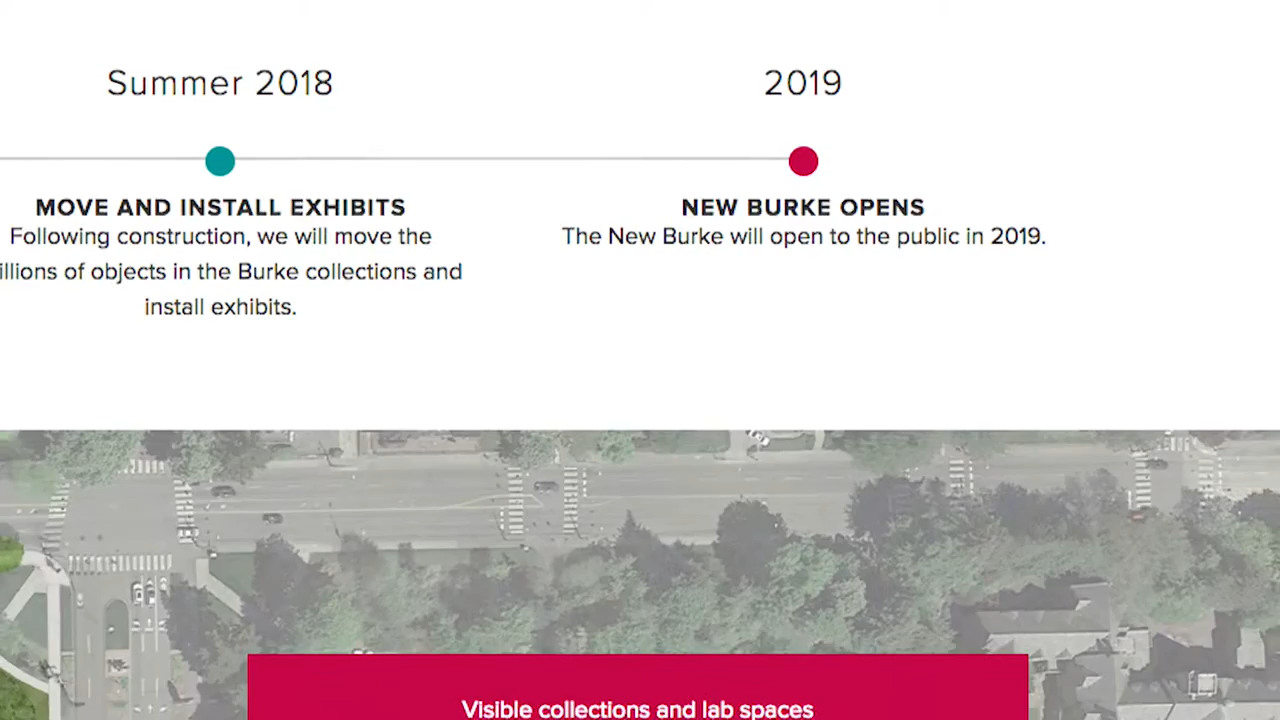 Summer 2018
2019
MOVE AND INSTALL EXHIBITS
Following construction, we will move the
illions of objects in the Burke collections and
install exhibits.
NEW BURKE OPENS
The New Burke will open to the public in 2019.
Visible collections and lab spaces